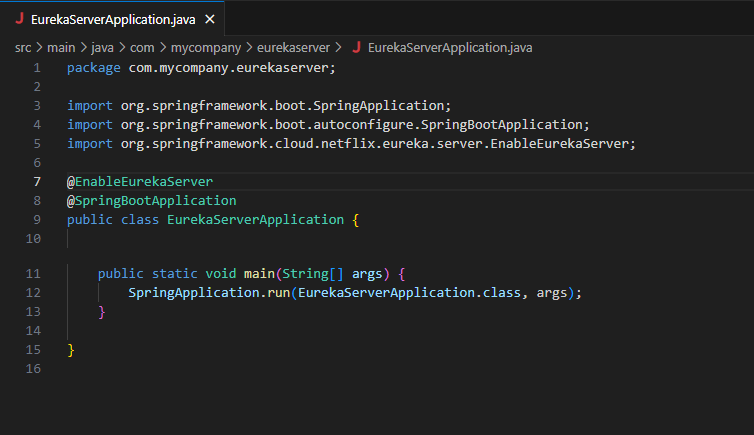 EurekaServerApplication.java
src > main > java > com > mycompany > eurekaserver > EurekaServerApplication.java
1 package com.mycompany.eurekaserver;
2
3 import org.springframework.boot.SpringApplication;
4 import org.springframework.boot.autoconfigure.SpringBootApplication;
5 import org.springframework.cloud.netflix.eureka.server.EnableEurekaServer;
6
7 @EnableEurekaServer
8 @SpringBootApplication
9 public class EurekaServerApplication {
10
11     public static void main(String[] args) {
12         SpringApplication.run(EurekaServerApplication.class, args);
13     }
14
15 }
16